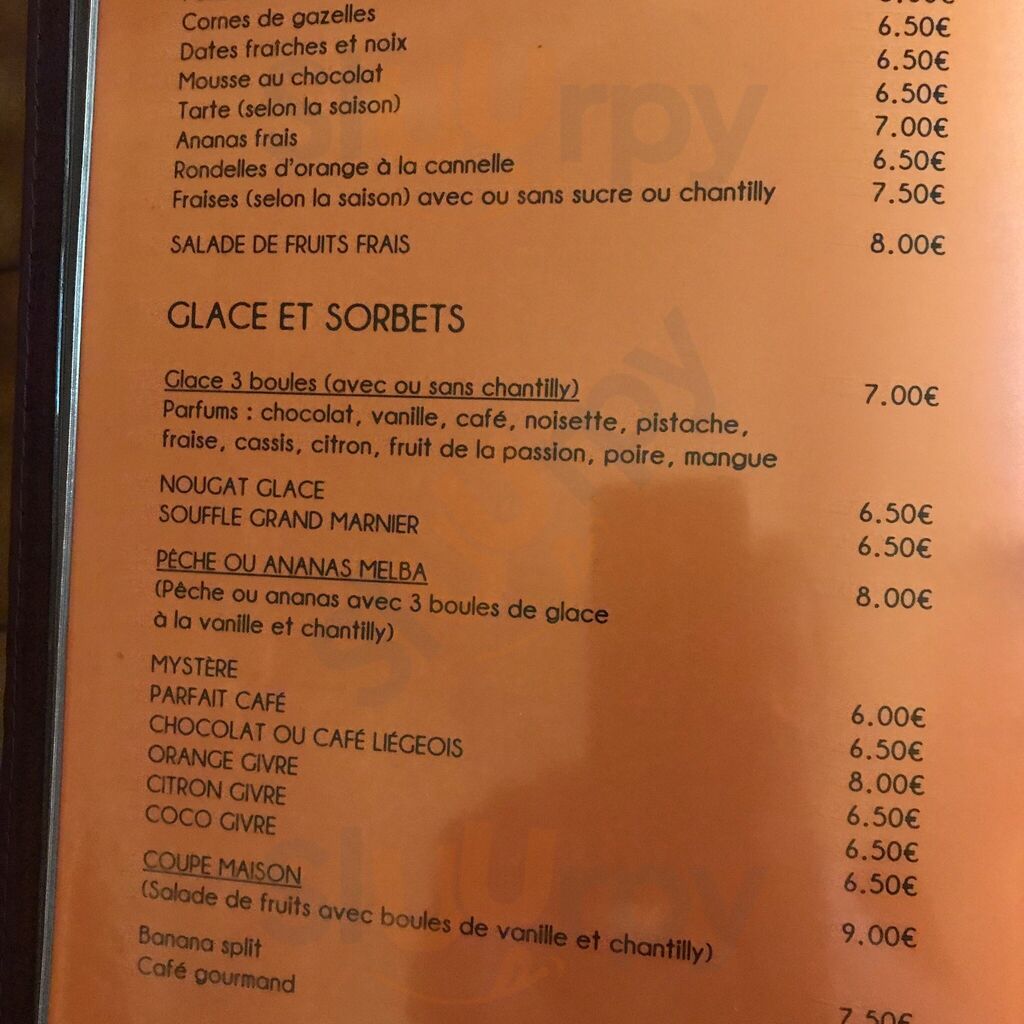 Cornes de gazelles
Dates fraîches et noix 6.50€
Mousse au chocolat 6.50€
Tarte (selon la saison) 6.50€
Ananas frais 7.00€
Rondelles d'orange à la cannelle 6.50€
Fraises (selon la saison) avec ou sans sucre ou chantilly 7.50€
SALADE DE FRUITS FRAIS 8.00€
GLACE ET SORBETS
Glace 3 boules (avec ou sans chantilly) 7.00€
Parfums : chocolat, vanille, café, noisette, pistache,
fraise, cassis, citron, fruit de la passion, poire, mangue
NOUGAT GLACE 6.50€
SOUFFLE GRAND MARNIER 6.50€
PÊCHE OU ANANAS MELBA 8.00€
(Pêche ou ananas avec 3 boules de glace
à la vanille et chantilly)
MYSTÈRE 6.00€
PARFAIT CAFÉ 6.50€
CHOCOLAT OU CAFÉ LIÉGEOIS 8.00€
ORANGE GIVRE 6.50€
CITRON GIVRE 6.50€
COCO GIVRE 6.50€
COUPE MAISON 9.00€
(Salade de fruits avec boules de vanille et chantilly)
Banana split 7.50€
Café gourmand